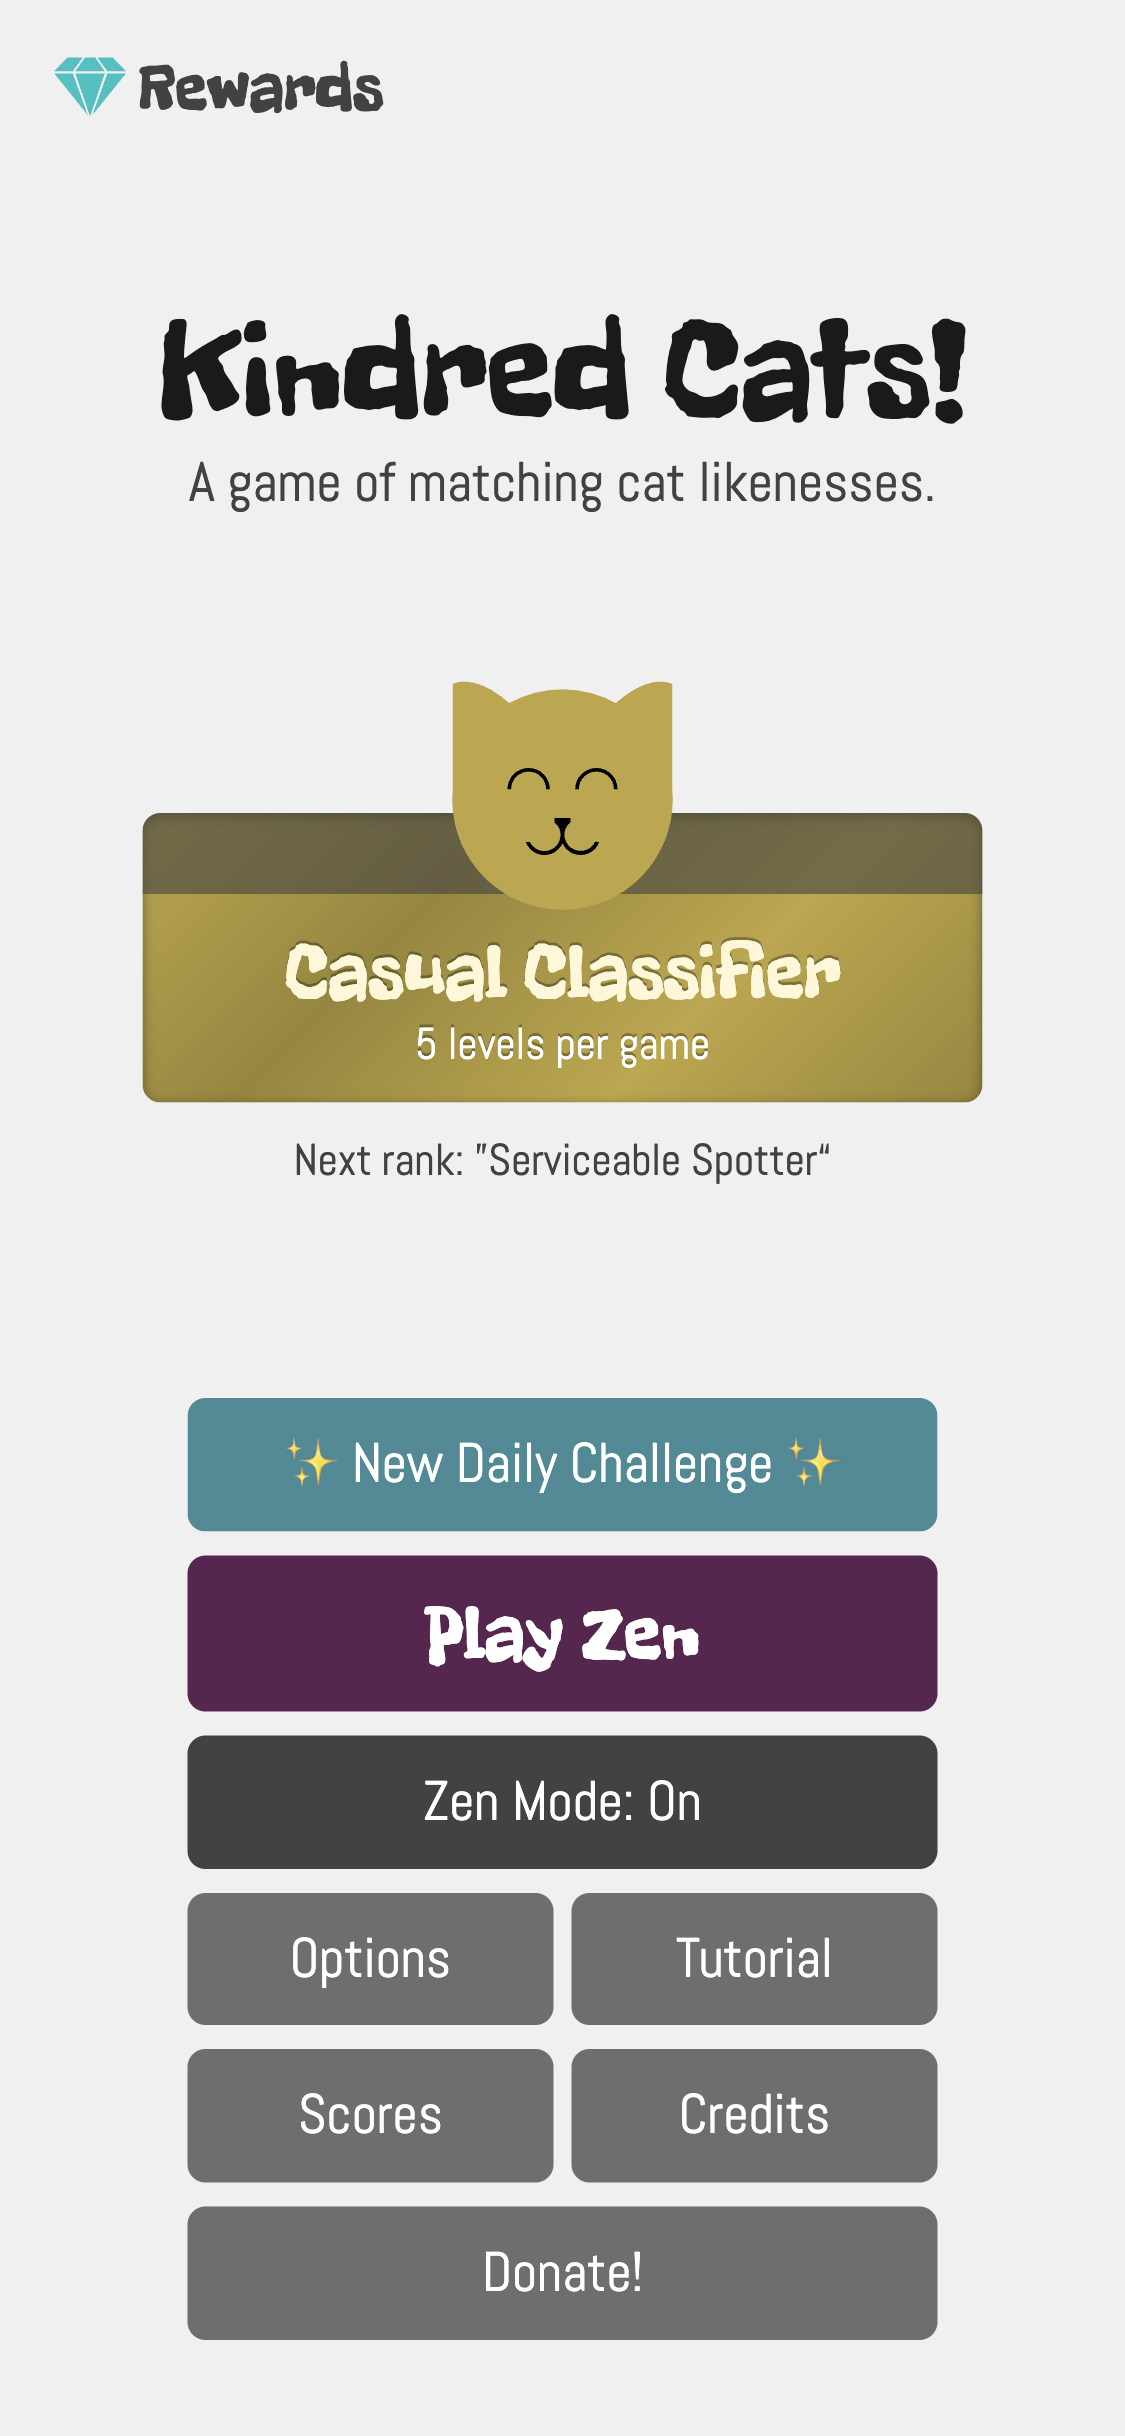 Rewards
Kindred Cats!
A game of matching cat likenesses.
Casual Classifier
5 levels per game
Next rank: ”Serviceable Spotter“
✨ New Daily Challenge ✨
Play Zen
Zen Mode: On
Options
Tutorial
Scores
Credits
Donate!